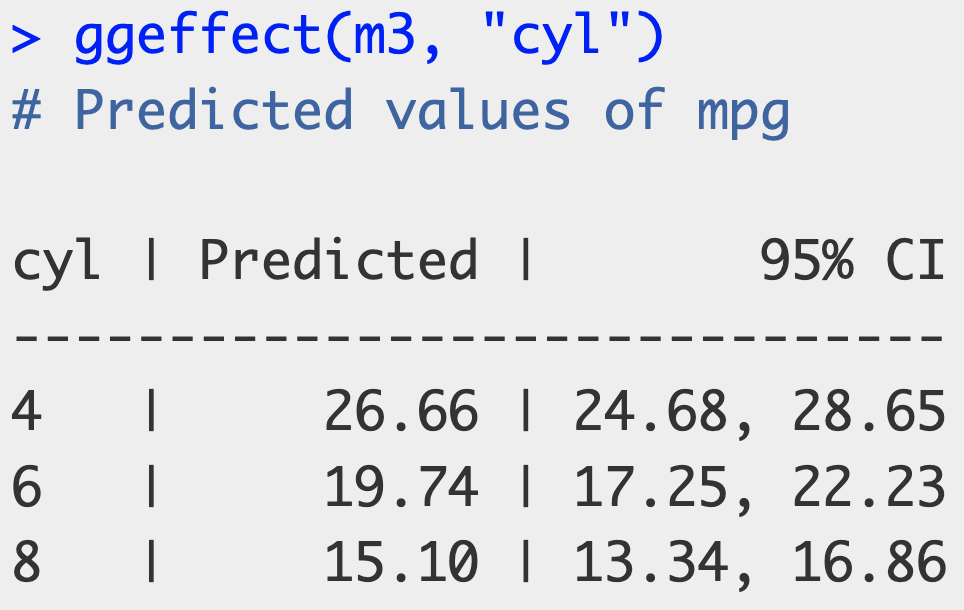 > ggeffect(m3, "cyl")
# Predicted values of mpg
cyl | Predicted |       95% CI
------------------------------
4   |     26.66 | 24.68, 28.65
6   |     19.74 | 17.25, 22.23
8   |     15.10 | 13.34, 16.86